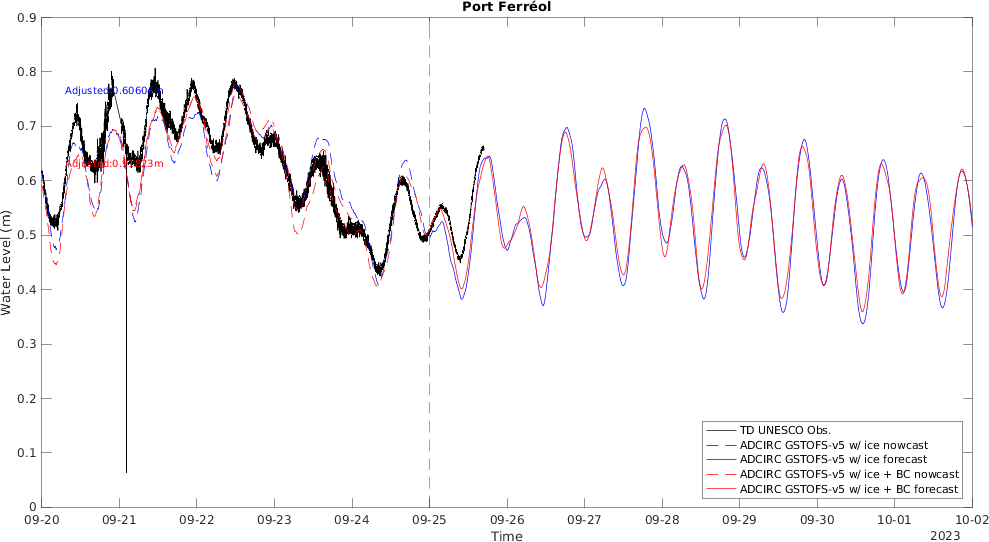 Port Ferréol
0.9
0.8
0.7
0.6
0.5
0.4
0.3
0.2
0.1
0
Water Level (m)
TD UNESCO Obs.
ADCIRC GSTOFS-v5 w/ ice nowcast
ADCIRC GSTOFS-v5 w/ ice forecast
ADCIRC GSTOFS-v5 w/ ice + BC nowcast
ADCIRC GSTOFS-v5 w/ ice + BC forecast
09-20 09-21 09-22 09-23 09-24 09-25 09-26 09-27 09-28 09-29 09-30 10-01 10-02
Time
2023